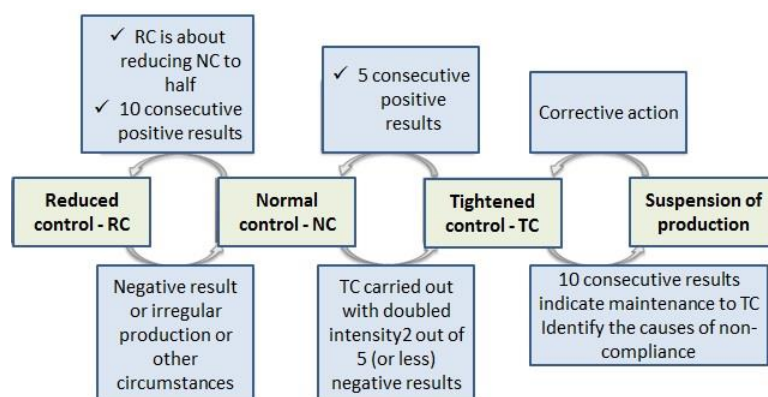 ✓ RC is about
reducing NC to
half
✓ 10 consecutive
positive results
✓ 5 consecutive
positive
results
Corrective action
Reduced
control - RC
Normal
control - NC
Tightened
control - TC
Suspension of
production
Negative result
or irregular
production or
other
circumstances
TC carried out
with doubled
intensity2 out of
5 (or less)
negative results
10 consecutive results
indicate maintenance to TC
Identify the causes of non-
compliance